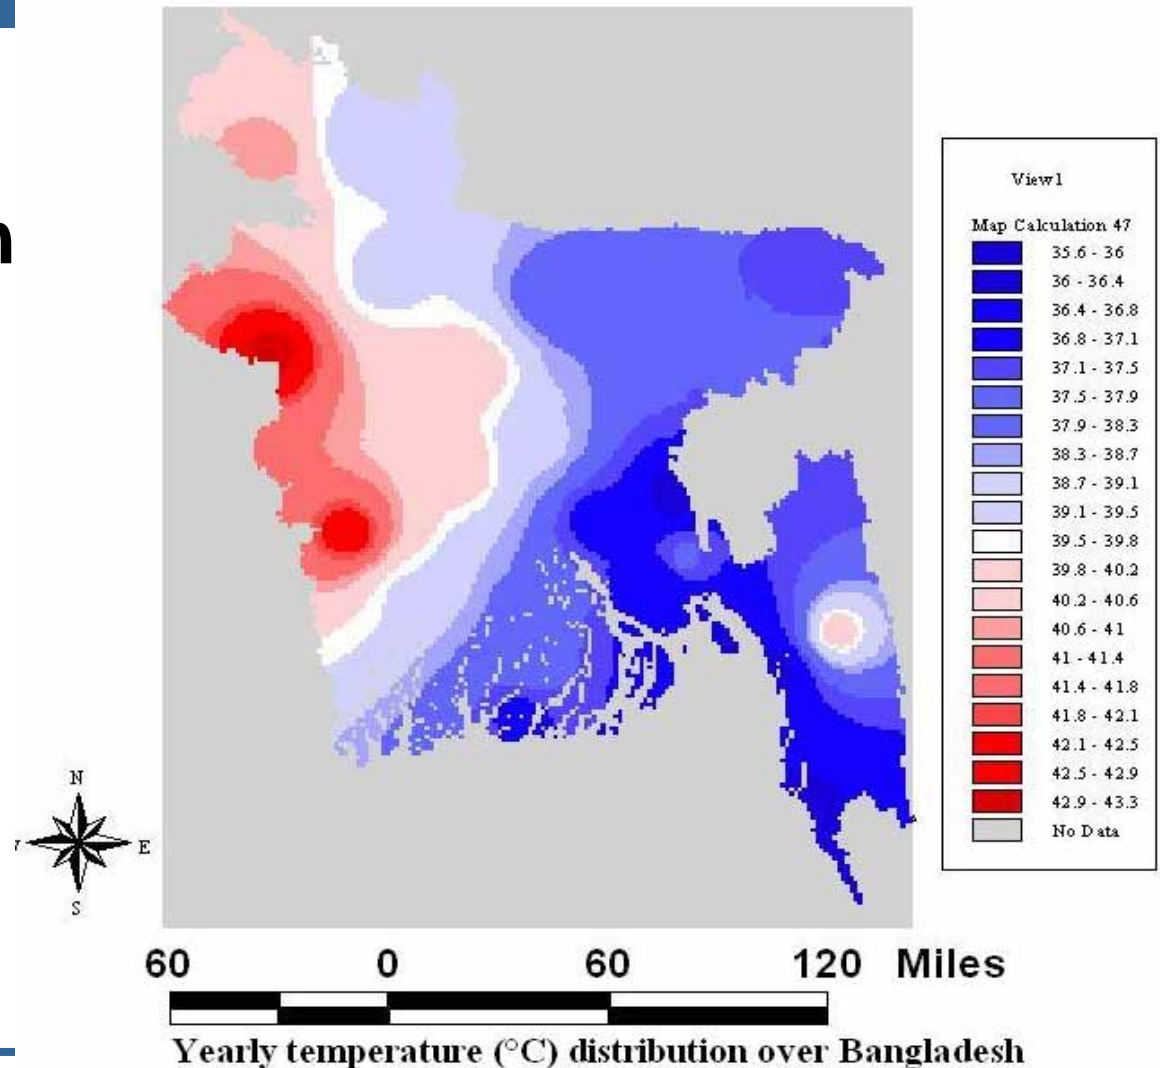 View1
Map Calculation 47
35.6 - 36
36 - 36.4
36.4 - 36.8
36.8 - 37.1
37.1 - 37.5
37.5 - 37.9
37.9 - 38.3
38.3 - 38.7
38.7 - 39.1
39.1 - 39.5
39.5 - 39.8
39.8 - 40.2
40.2 - 40.6
40.6 - 41
41 - 41.4
41.4 - 41.8
41.8 - 42.1
42.1 - 42.5
42.5 - 42.9
42.9 - 43.3
No Data
N
E
S
60 0 60 120 Miles
Yearly temperature (°C) distribution over Bangladesh